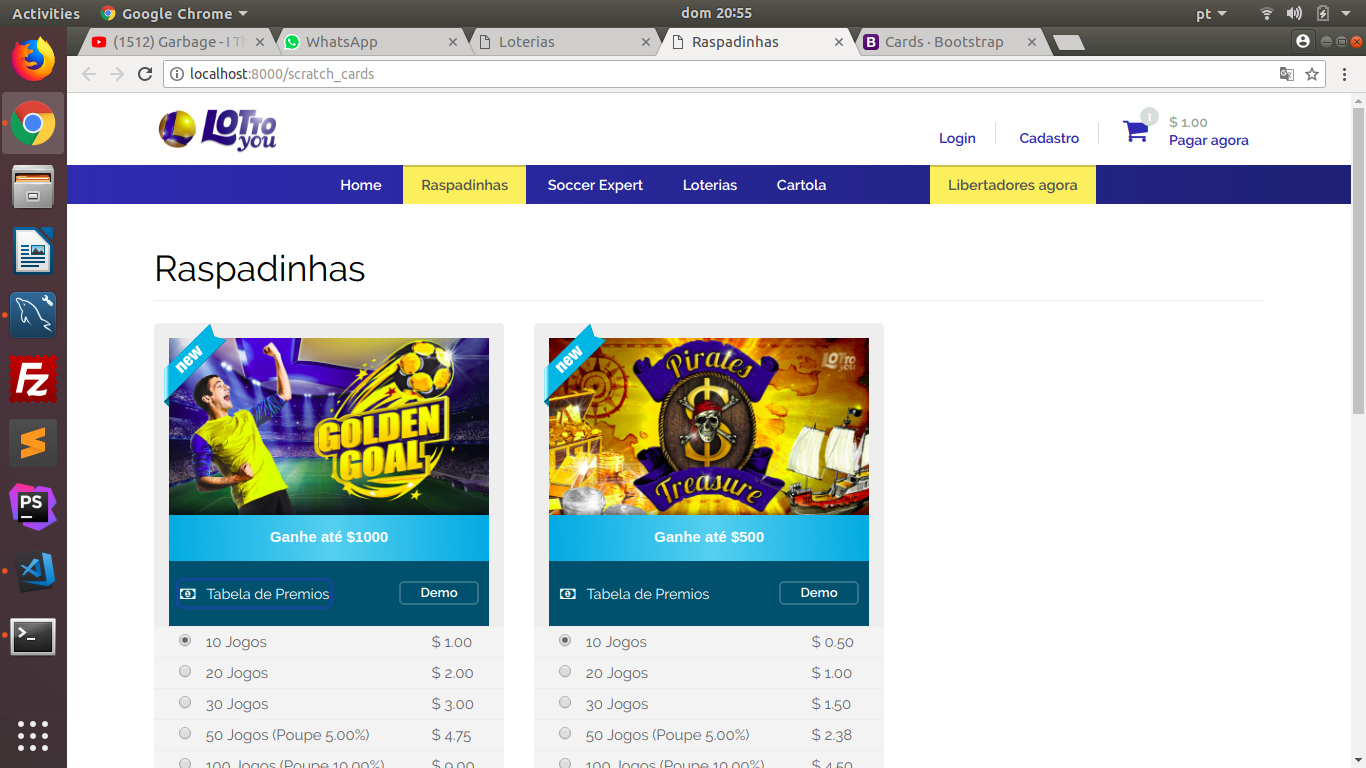 Activities Google Chrome dom 20:55 pt
(1512) Garbage - I Th WhatsApp Loterias Raspadinhas Cards · Bootstrap
localhost:8000/scratch_cards
LOTTO you
Login Cadastro 1 $ 1.00
Pagar agora
Home Raspadinhas Soccer Expert Loterias Cartola Libertadores agora
Raspadinhas
new
GOLDEN
GOAL
Ganhe até $1000
Tabela de Premios Demo
10 Jogos $ 1.00
20 Jogos $ 2.00
30 Jogos $ 3.00
50 Jogos (Poupe 5.00%) $ 4.75
100 Jogos (Poupe 10.00%) $ 9.00
new
Pirates
LOTTO you
$
Treasure
Ganhe até $500
Tabela de Premios Demo
10 Jogos $ 0.50
20 Jogos $ 1.00
30 Jogos $ 1.50
50 Jogos (Poupe 5.00%) $ 2.38
100 Jogos (Poupe 10.00%) $ 4.50
FZ
PS